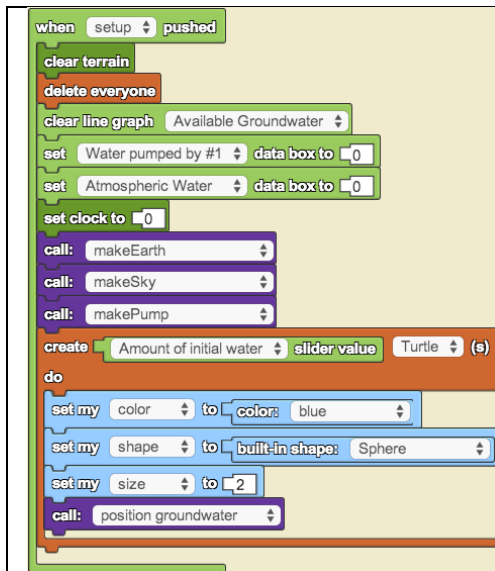 when setup pushed
clear terrain
delete everyone
clear line graph Available Groundwater
set Water pumped by #1 data box to 0
set Atmospheric Water data box to 0
set clock to 0
call: makeEarth
call: makeSky
call: makePump
create Amount of initial water slider value Turtle (s)
do
set my color to color: blue
set my shape to built-in shape: Sphere
set my size to 2
call: position groundwater